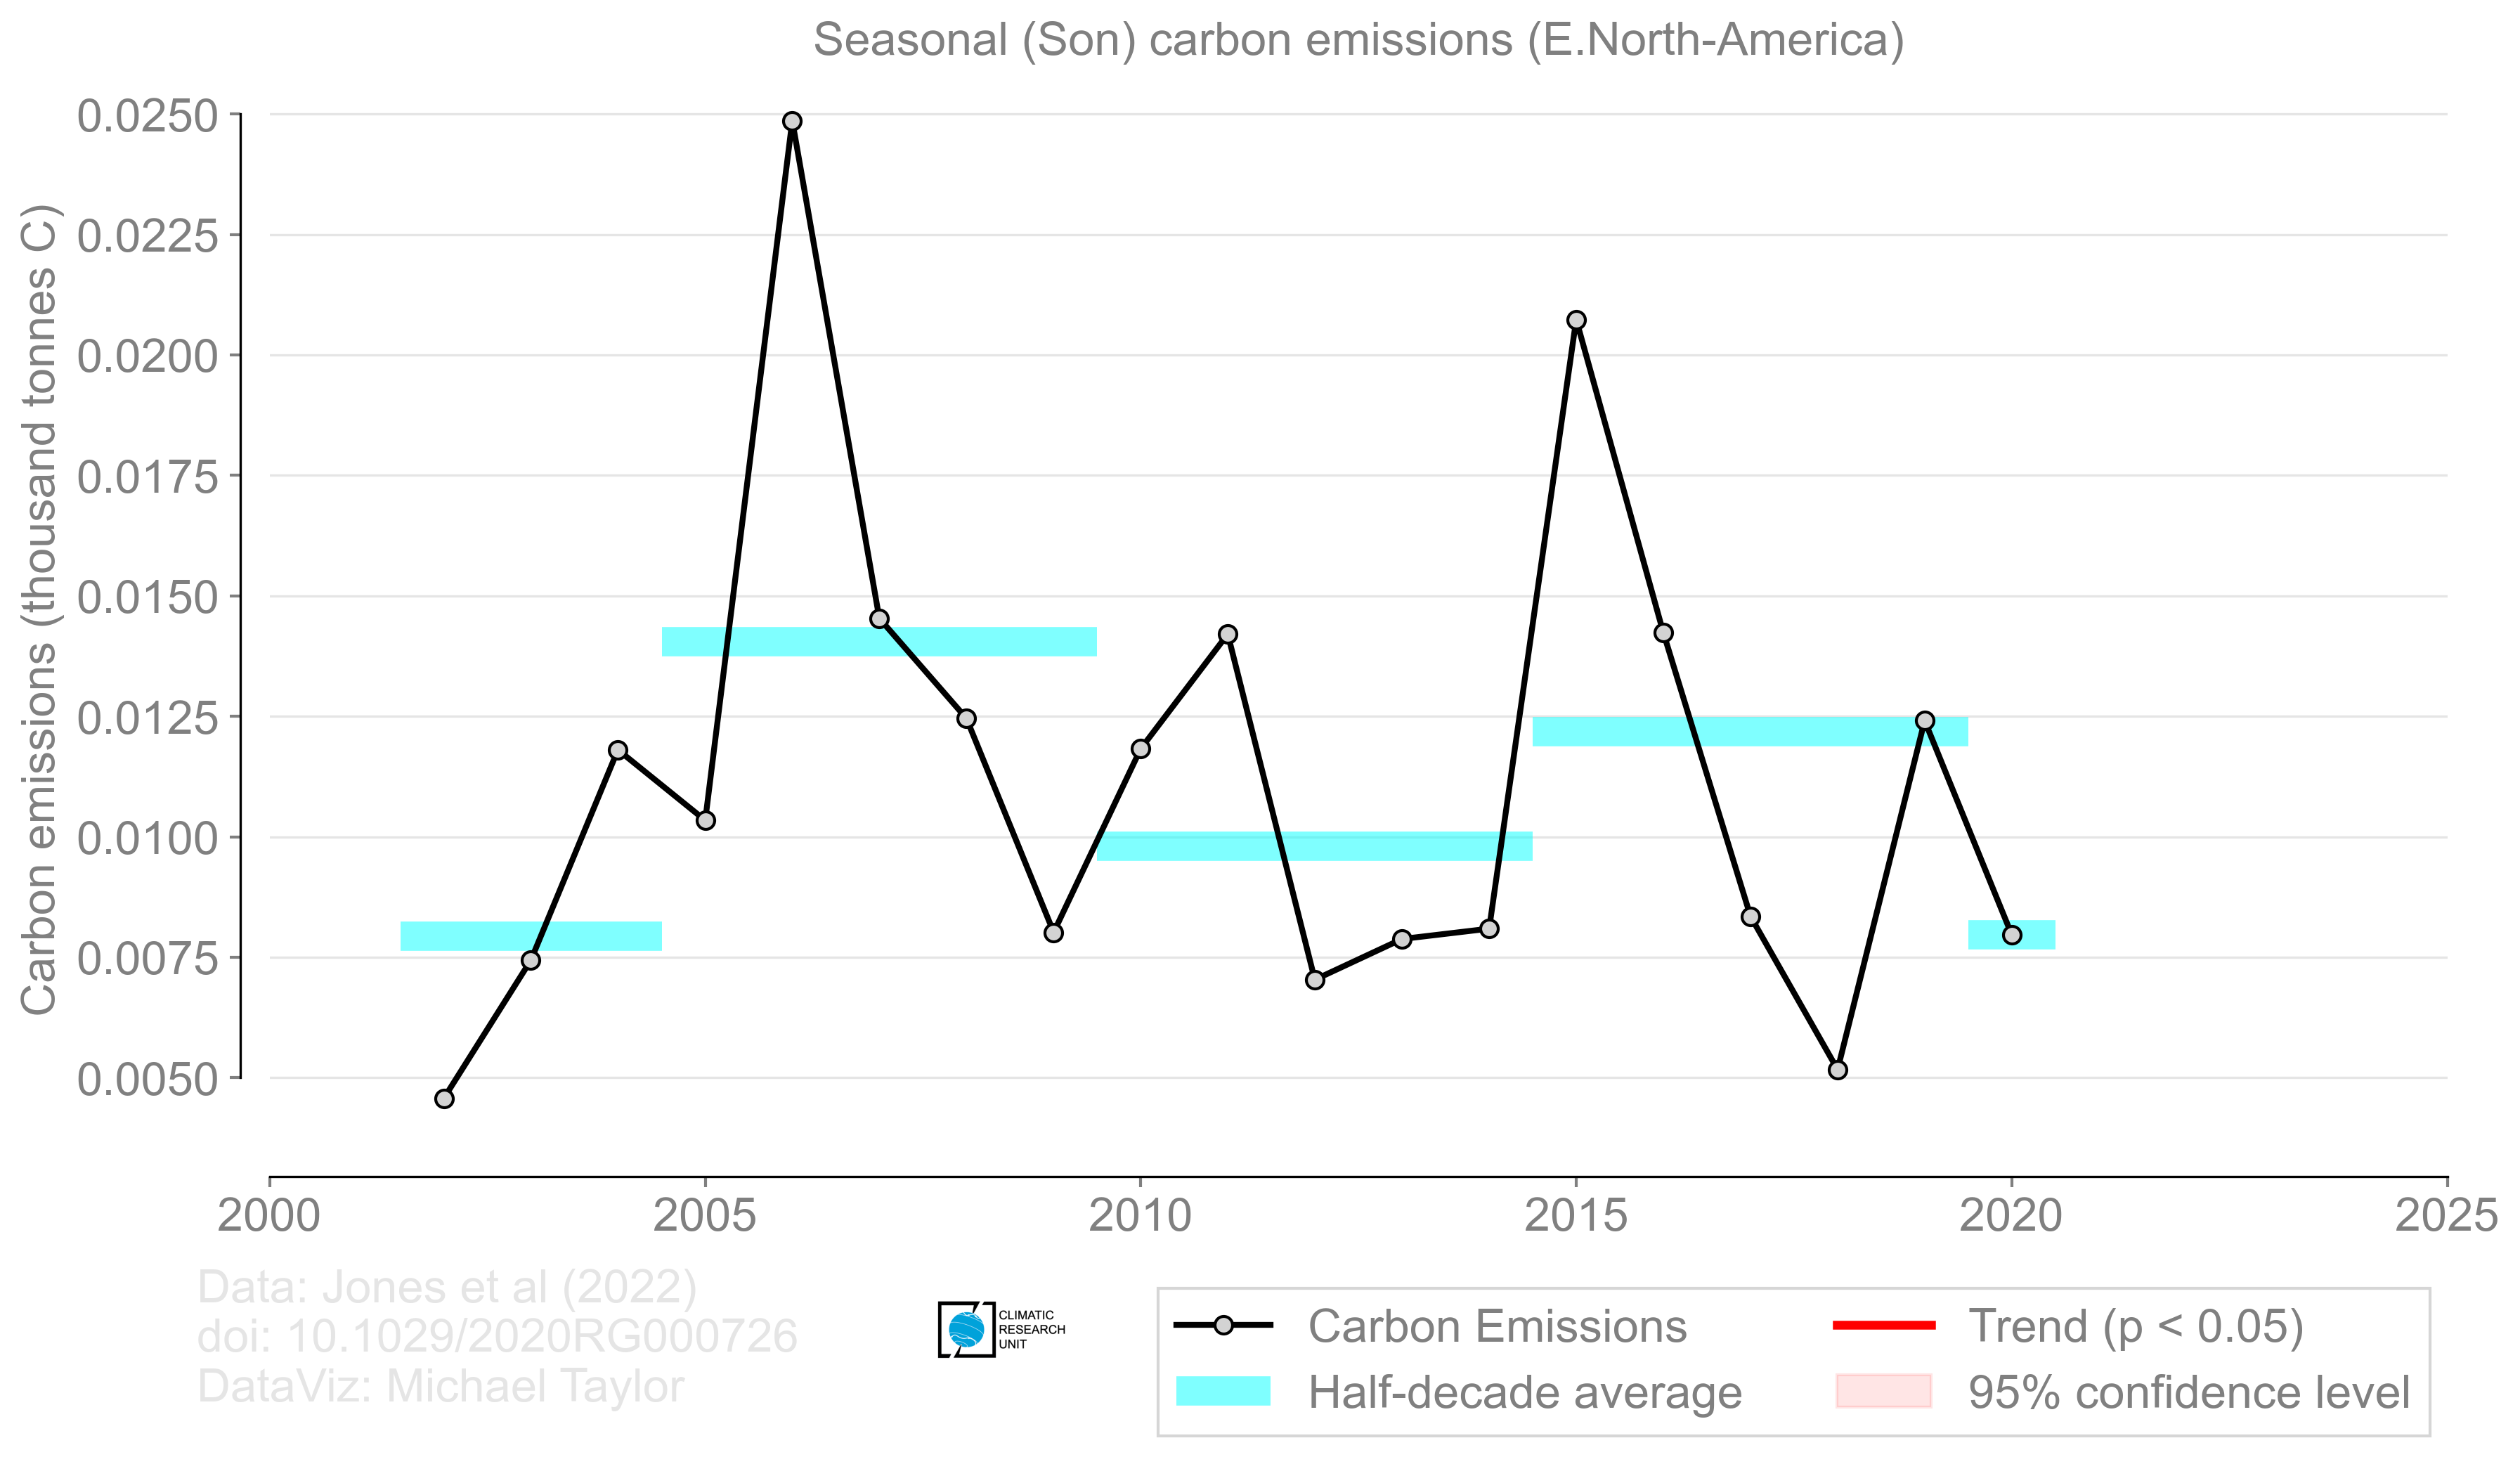 Seasonal (Son) carbon emissions (E.North-America)
Carbon emissions (thousand tonnes C)
0.0250
0.0225
0.0200
0.0175
0.0150
0.0125
0.0100
0.0075
0.0050
2000 2005 2010 2015 2020 2025
Data: Jones et al (2022)
doi: 10.1029/2020RG000726
DataViz: Michael Taylor
CLIMATIC
RESEARCH
UNIT
Carbon Emissions
Half-decade average
Trend (p < 0.05)
95% confidence level